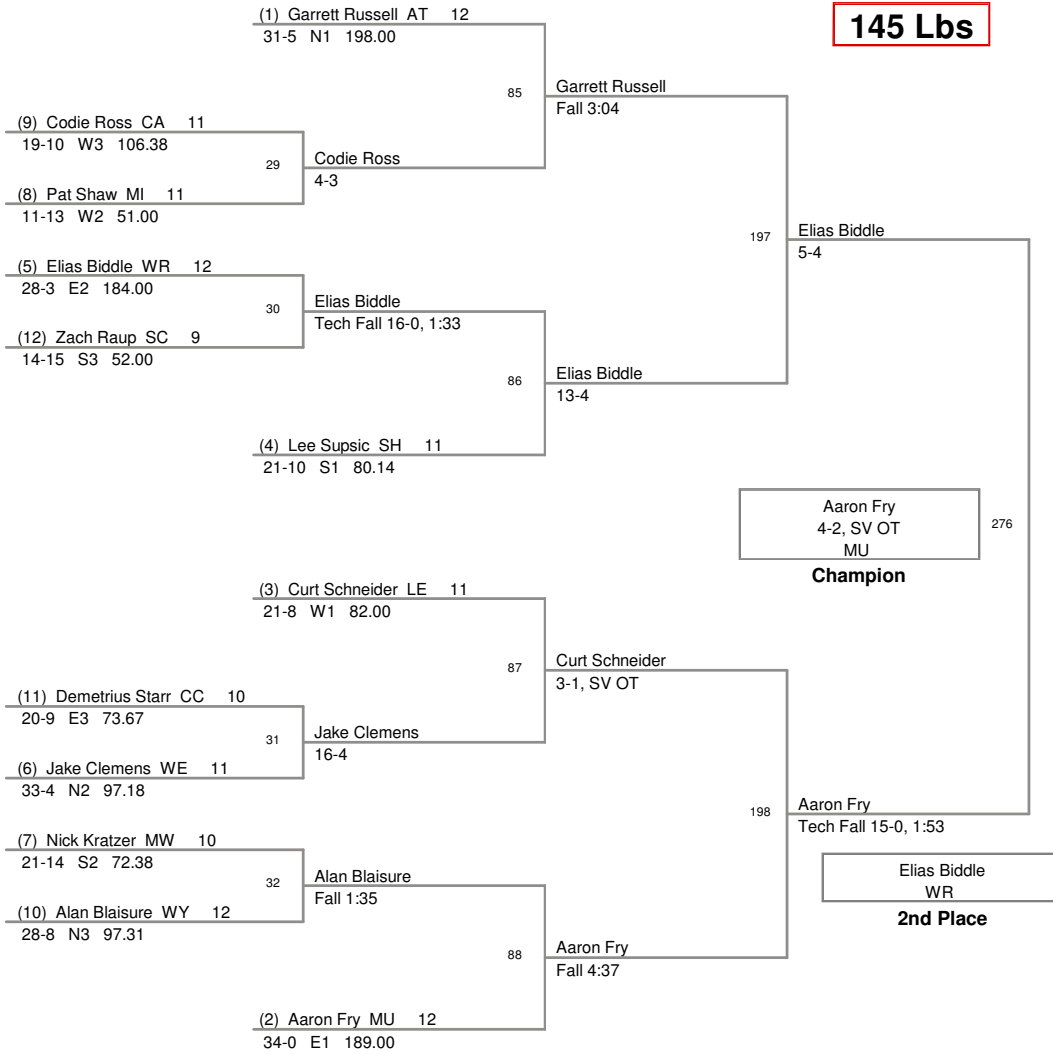 (1) Garrett Russell AT 12
145 Lbs
31-5 N1 198.00
85
Garrett Russell
Fall 3:04
(9) Codie Ross CA 11
19-10 W3 106.38
29
Codie Ross
4-3
(8) Pat Shaw MI 11
11-13 W2 51.00
197
Elias Biddle
5-4
(5) Elias Biddle WR 12
28-3 E2 184.00
30
Elias Biddle
Tech Fall 16-0, 1:33
(12) Zach Raup SC 9
14-15 S3 52.00
86
Elias Biddle
13-4
(4) Lee Supsic SH 11
21-10 S1 80.14
Aaron Fry
4-2, SV OT
MU
276
Champion
(3) Curt Schneider LE 11
21-8 W1 82.00
87
Curt Schneider
3-1, SV OT
(11) Demetrius Starr CC 10
20-9 E3 73.67
31
Jake Clemens
16-4
(6) Jake Clemens WE 11
33-4 N2 97.18
198
Aaron Fry
Tech Fall 15-0, 1:53
(7) Nick Kratzer MW 10
21-14 S2 72.38
32
Alan Blaisure
Fall 1:35
Elias Biddle
WR
2nd Place
(10) Alan Blaisure WY 12
28-8 N3 97.31
88
Aaron Fry
Fall 4:37
(2) Aaron Fry MU 12
34-0 E1 189.00